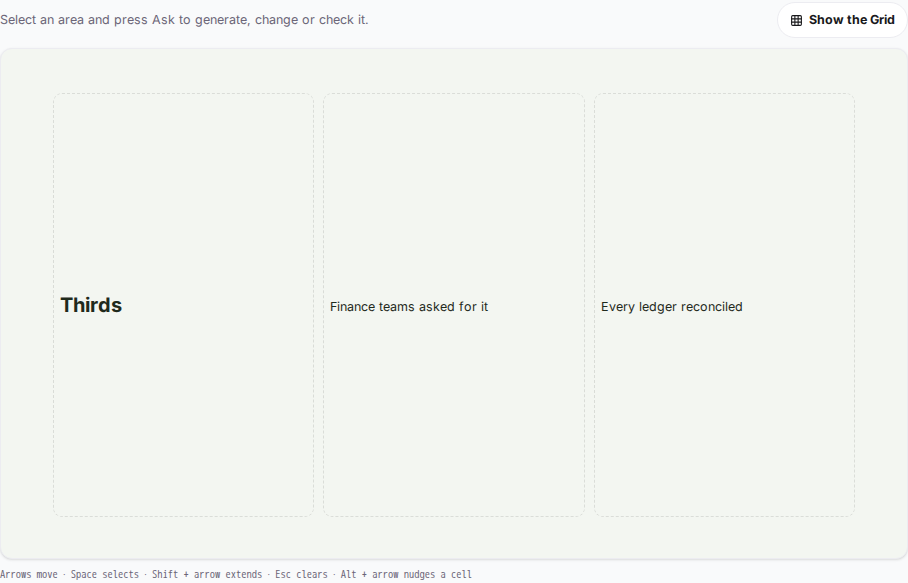 Select an area and press Ask to generate, change or check it.
Show the Grid
Thirds
Finance teams asked for it
Every ledger reconciled
Arrows move · Space selects · Shift + arrow extends · Esc clears · Alt + arrow nudges a cell